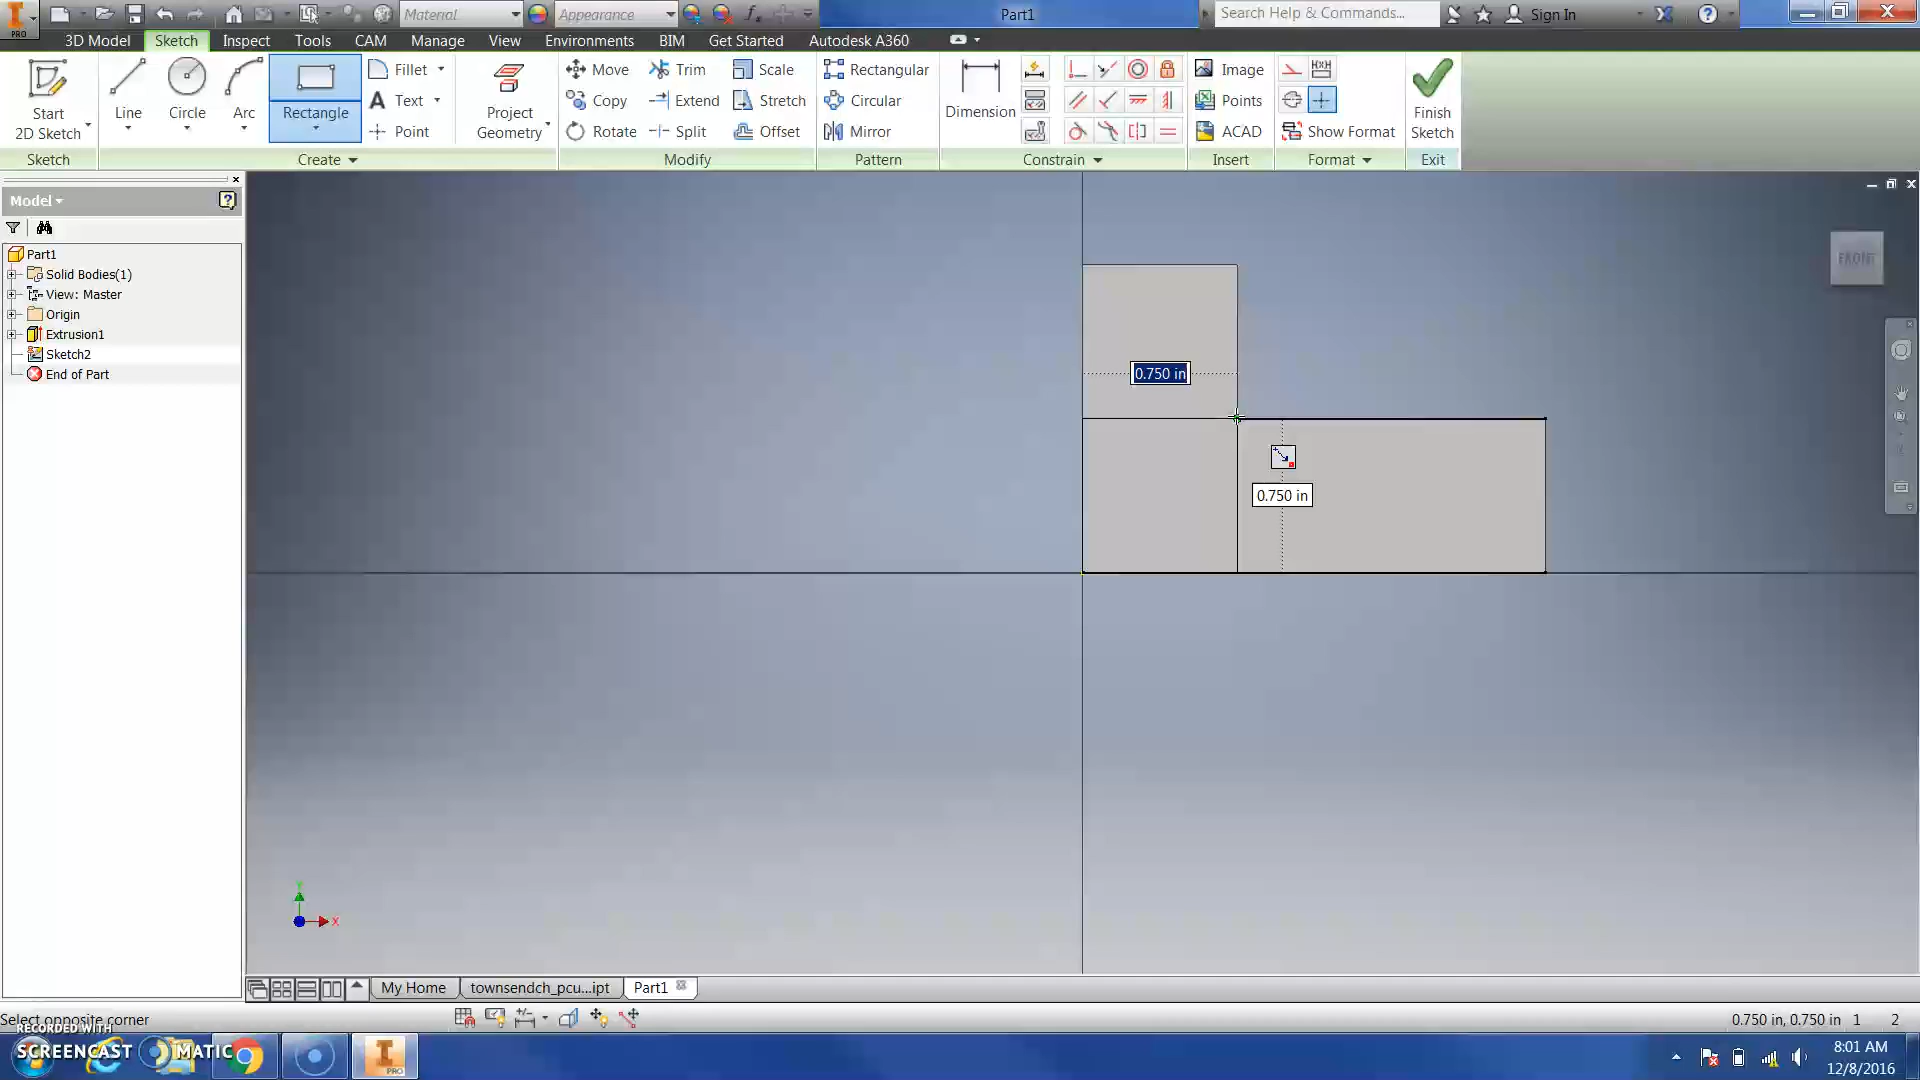 Material
Appearance
Part1
Search Help & Commands...
Sign In
PRO
3D Model
Sketch
Inspect
Tools
CAM
Manage
View
Environments
BIM
Get Started
Autodesk A360
Start
2D Sketch
Line
Circle
Arc
Rectangle
Fillet
Text
Point
Project
Geometry
Move
Copy
Rotate
Trim
Extend
Split
Scale
Stretch
Offset
Rectangular
Circular
Mirror
Dimension
Image
Points
ACAD
Show Format
Finish
Sketch
Sketch
Create
Modify
Pattern
Constrain
Insert
Format
Exit
Model
Part1
Solid Bodies(1)
View: Master
Origin
Extrusion1
Sketch2
End of Part
FRONT
0.750 in
0.750 in
Y
X
My Home
townsendch_pcu...ipt
Part1
Select opposite corner
0.750 in, 0.750 in
1
2
RECORDED WITH
SCREENCAST MATIC
PRO
8:01 AM
12/8/2016